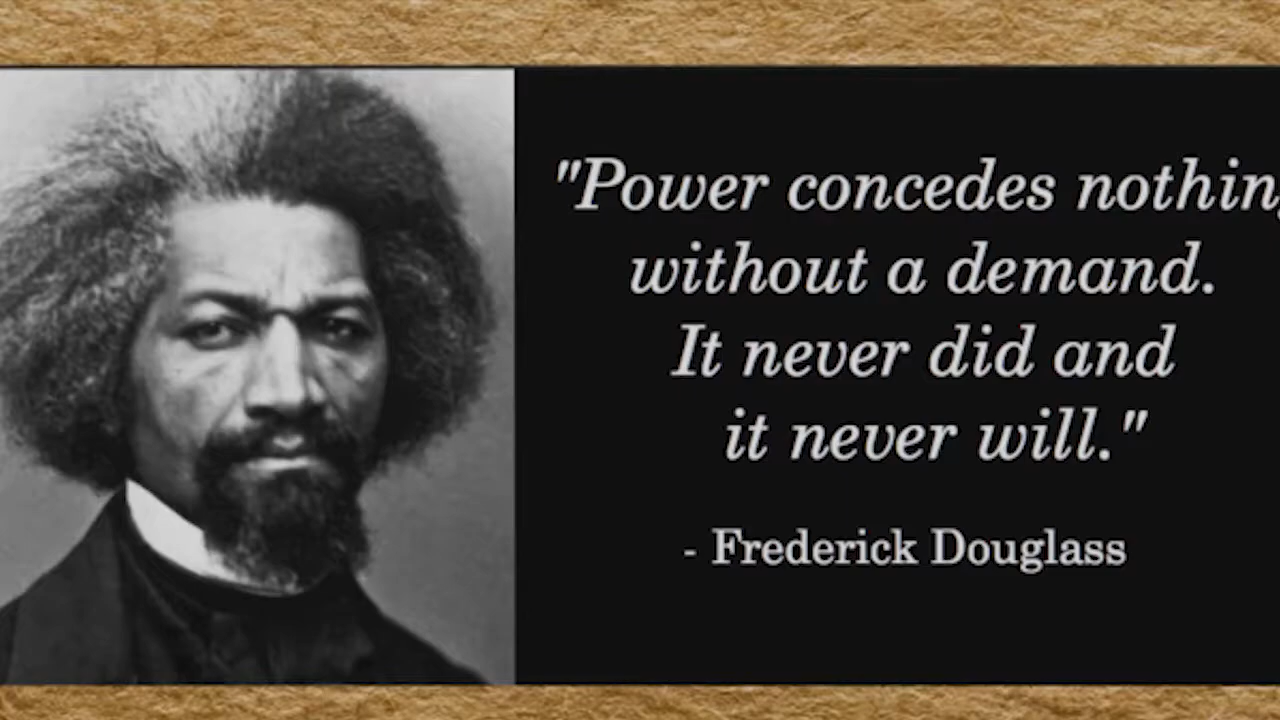 "Power concedes nothin
without a demand.
It never did and
it never will."
- Frederick Douglass